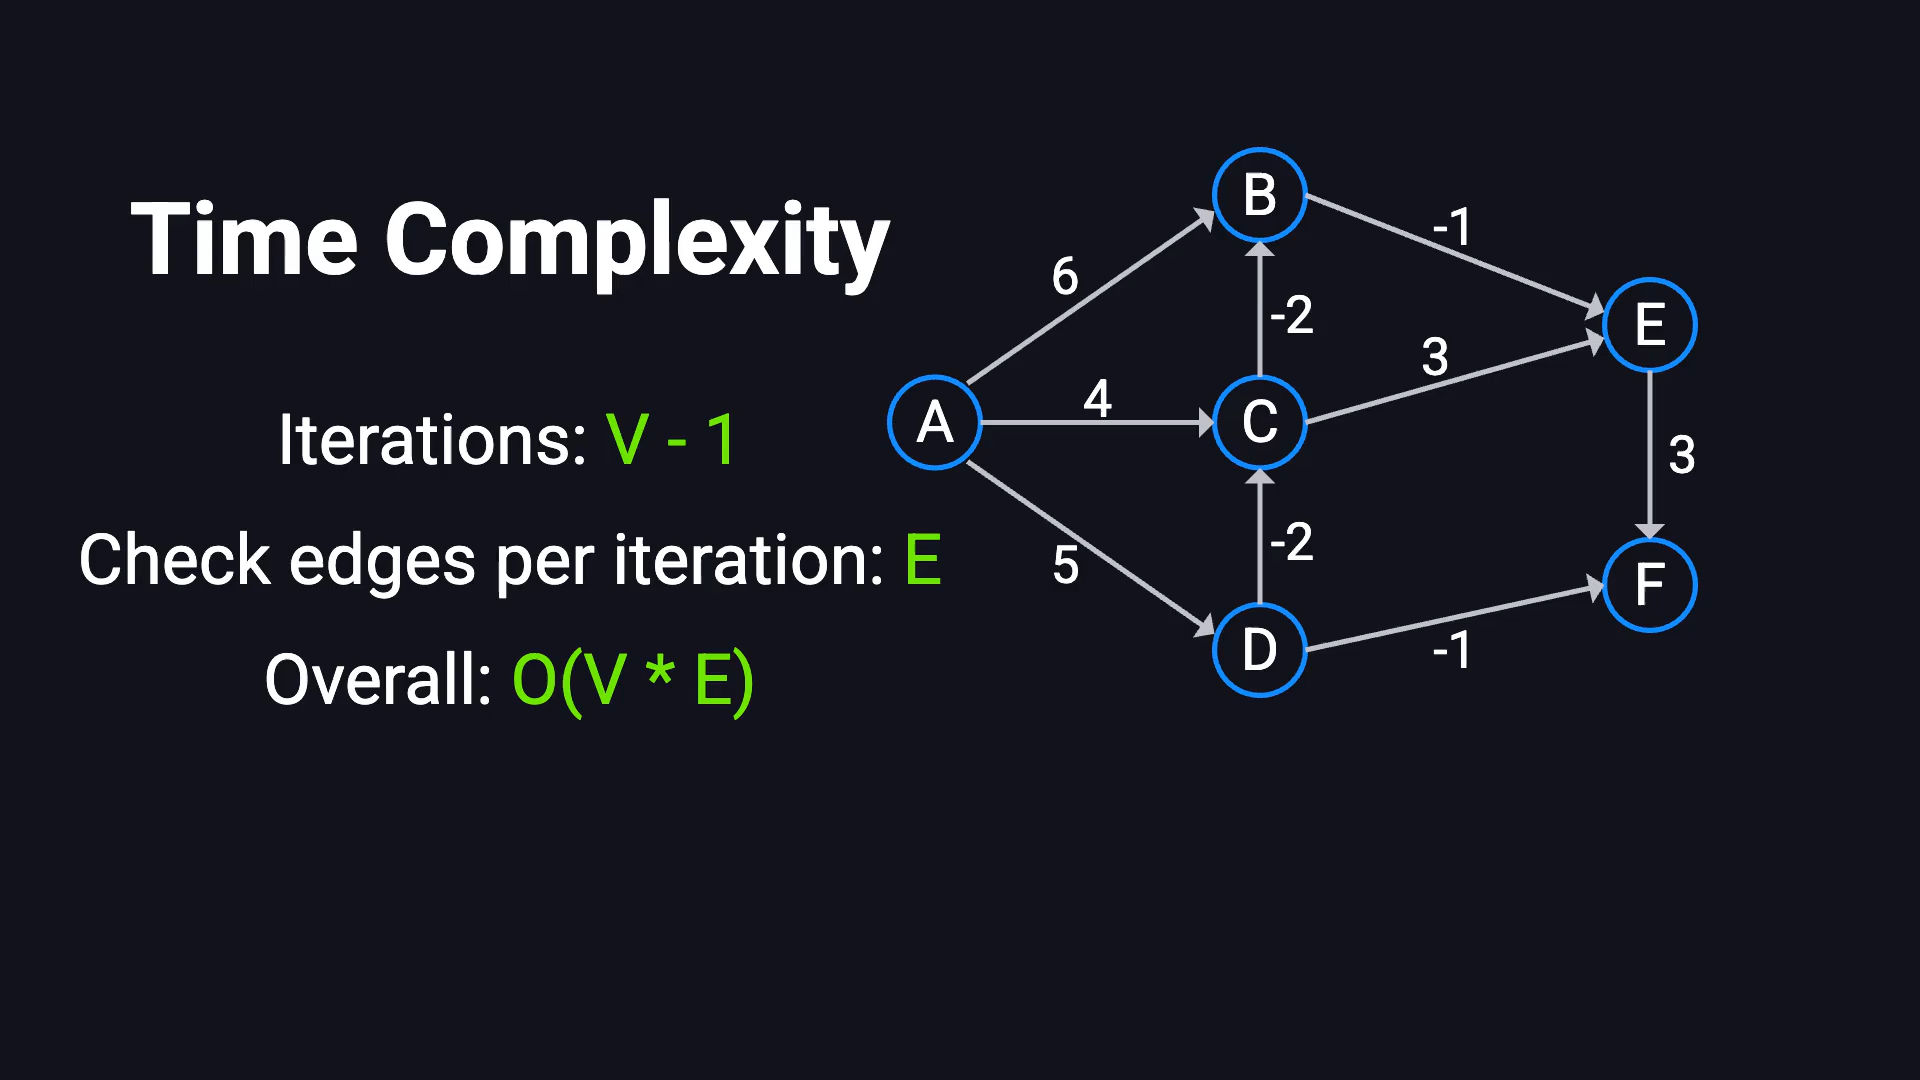 Time Complexity
Iterations: V - 1
Check edges per iteration: E
Overall: O(V * E)
B
-1
6
-2
E
3
4
A
C
3
-2
5
F
D
-1